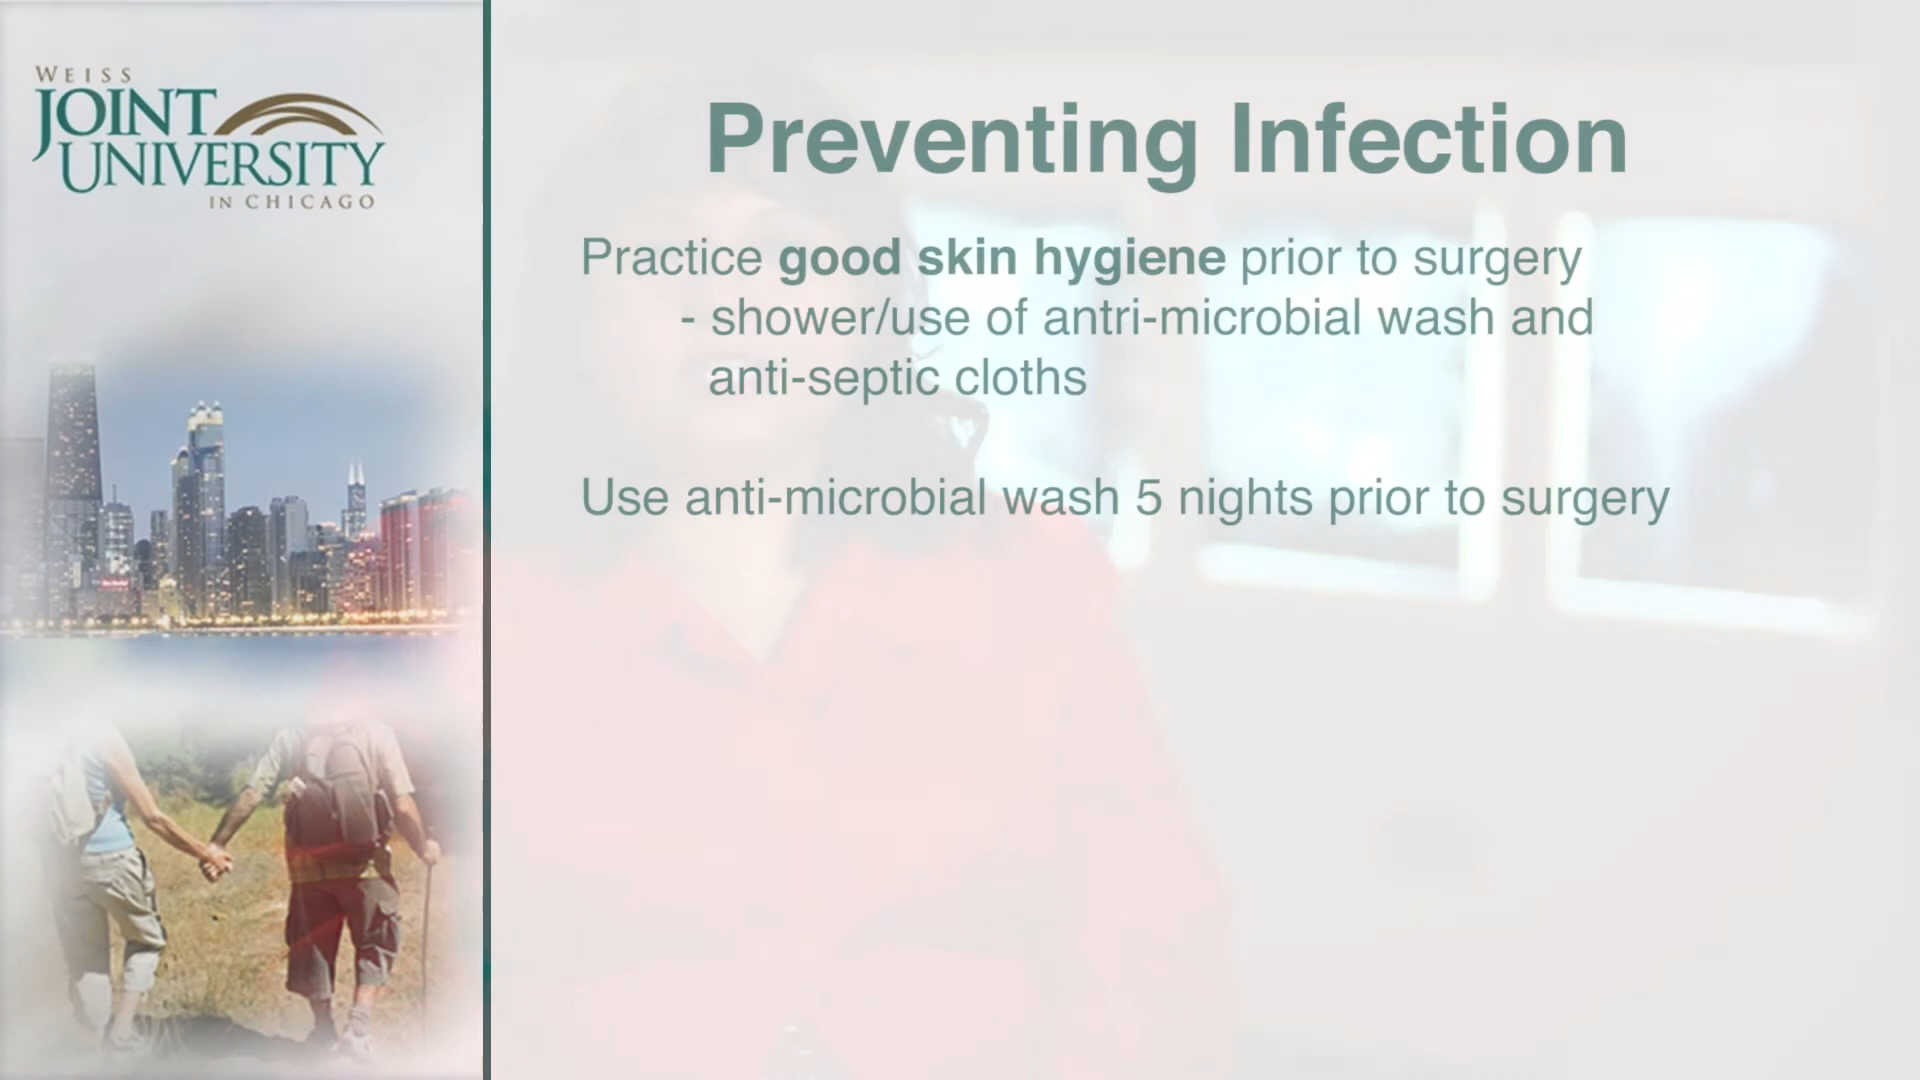 WEISS
JOINT
UNIVERSITY
IN CHICAGO
Preventing Infection
Practice good skin hygiene prior to surgery
- shower/use of antri-microbial wash and
anti-septic cloths
Use anti-microbial wash 5 nights prior to surgery